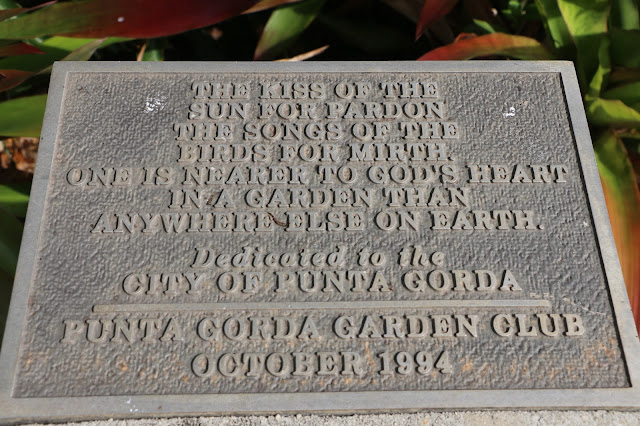 THE KISS OF THE
SUN FOR PARDON
THE SONGS OF THE
BIRDS FOR MIRTH.
ONE IS NEARER TO GOD'S HEART
IN A GARDEN THAN
ANYWHERE ELSE ON EARTH.
Dedicated to the
CITY OF PUNTA GORDA
PUNTA GORDA GARDEN CLUB
OCTOBER 1994